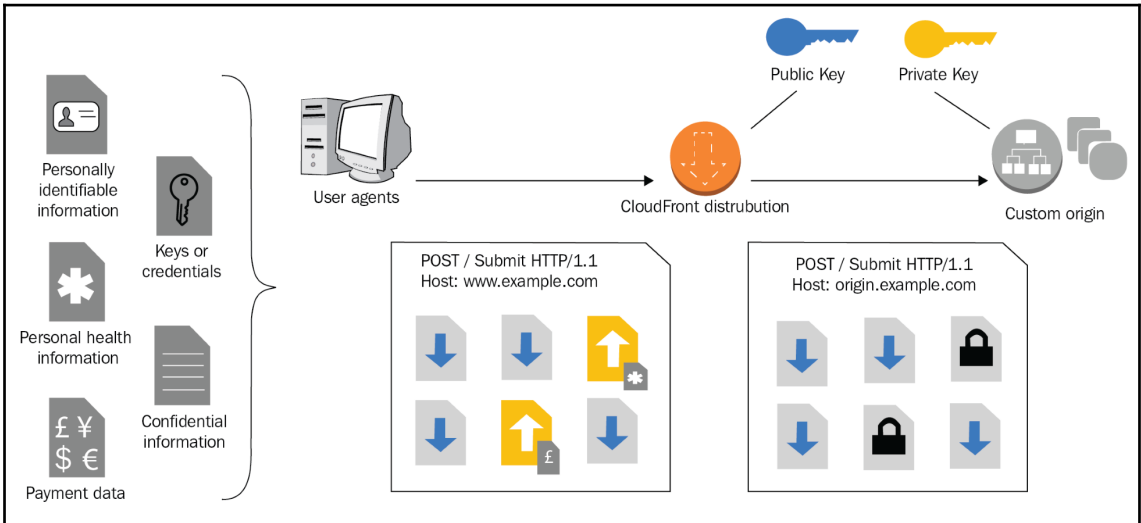 Public Key
Private Key
Personally
identifiable
information
Keys or
credentials
Personal health
information
Confidential
information
£ ¥
$ €
Payment data
User agents
CloudFront distrubution
Custom origin
POST / Submit HTTP/1.1
Host: www.example.com
£
POST / Submit HTTP/1.1
Host: origin.example.com